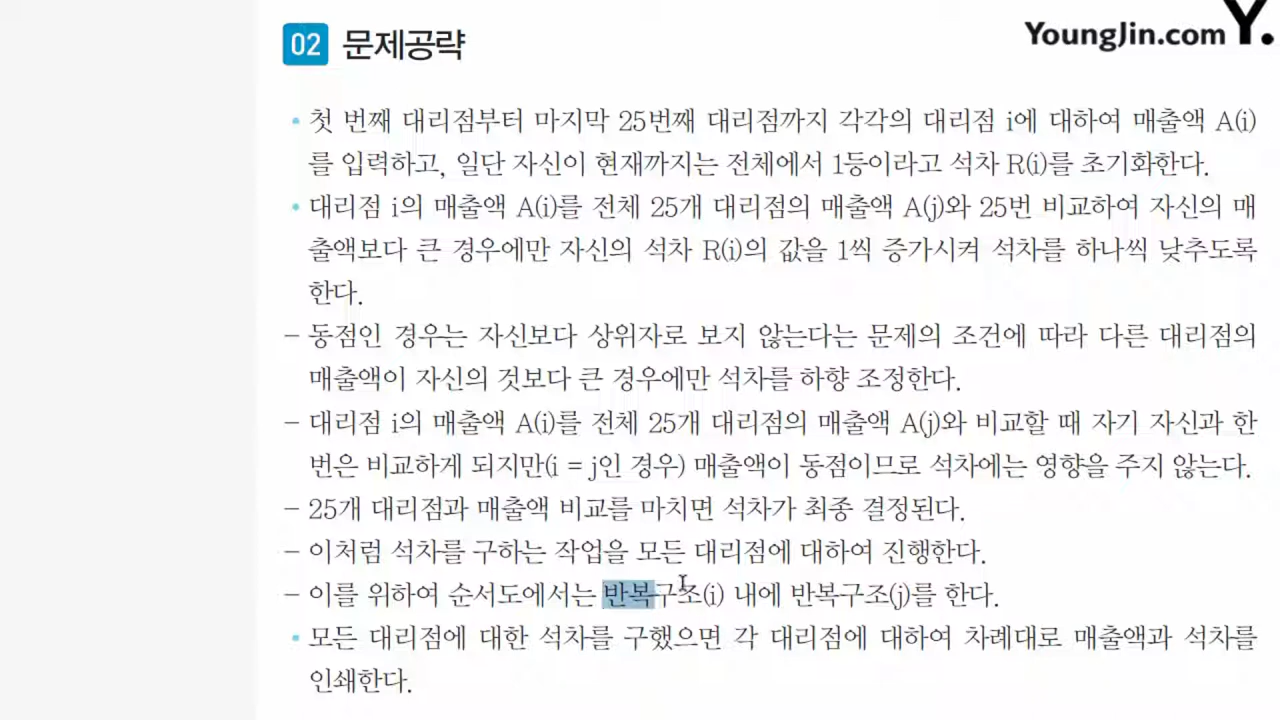 YoungJin.com Y.
02 문제공략
• 첫 번째 대리점부터 마지막 25번째 대리점까지 각각의 대리점 i에 대하여 매출액 A(i)
를 입력하고, 일단 자신이 현재까지는 전체에서 1등이라고 석차 R(i)를 초기화한다.
• 대리점 i의 매출액 A(i)를 전체 25개 대리점의 매출액 A(j)와 25번 비교하여 자신의 매
출액보다 큰 경우에만 자신의 석차 R(i)의 값을 1씩 증가시켜 석차를 하나씩 낮추도록
한다.
– 동점인 경우는 자신보다 상위자로 보지 않는다는 문제의 조건에 따라 다른 대리점의
매출액이 자신의 것보다 큰 경우에만 석차를 하향 조정한다.
– 대리점 i의 매출액 A(i)를 전체 25개 대리점의 매출액 A(j)와 비교할 때 자기 자신과 한
번은 비교하게 되지만(i = j인 경우) 매출액이 동점이므로 석차에는 영향을 주지 않는다.
– 25개 대리점과 매출액 비교를 마치면 석차가 최종 결정된다.
– 이처럼 석차를 구하는 작업을 모든 대리점에 대하여 진행한다.
– 이를 위하여 순서도에서는 반복구조(i) 내에 반복구조(j)를 한다.
• 모든 대리점에 대한 석차를 구했으면 각 대리점에 대하여 차례대로 매출액과 석차를
인쇄한다.